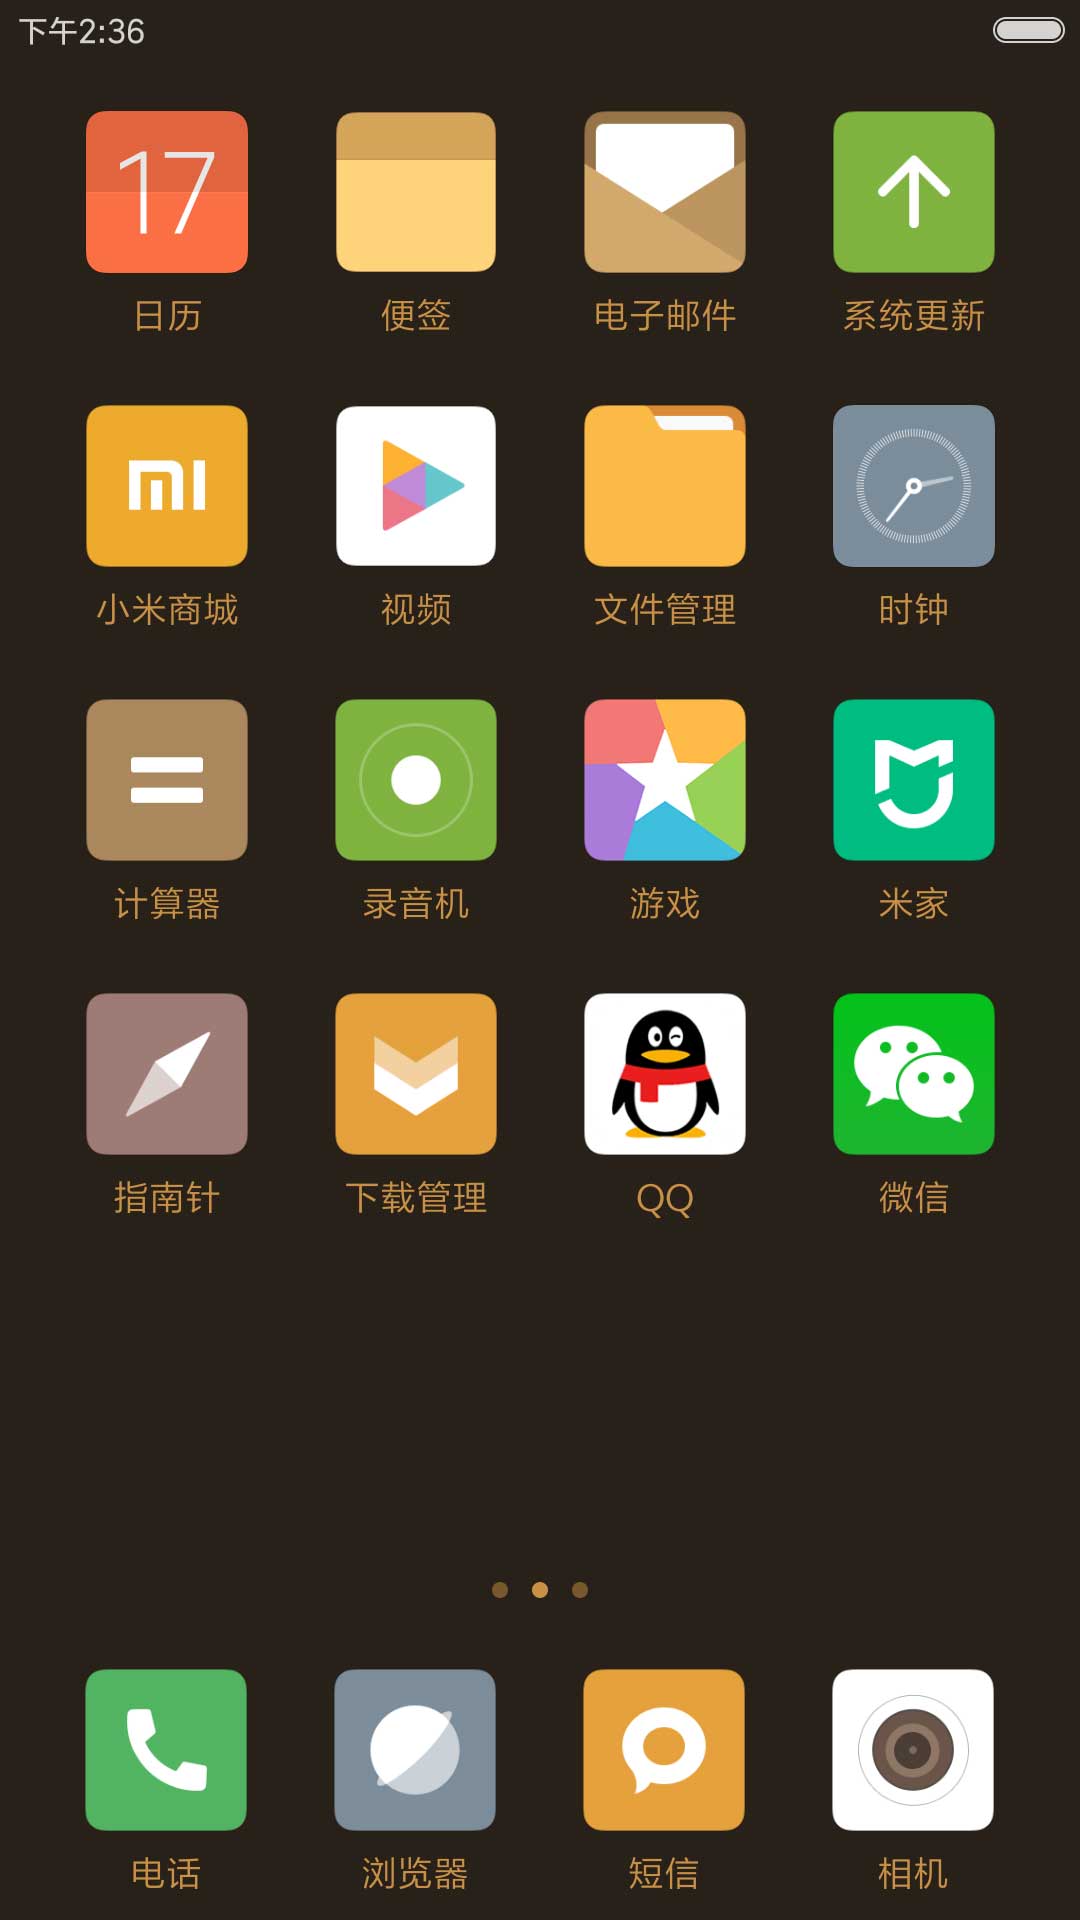 下午2:36
17
日历 便签 电子邮件 系统更新
MI
小米商城 视频 文件管理 时钟
计算器 录音机 游戏 米家
指南针 下载管理 QQ 微信
电话 浏览器 短信 相机